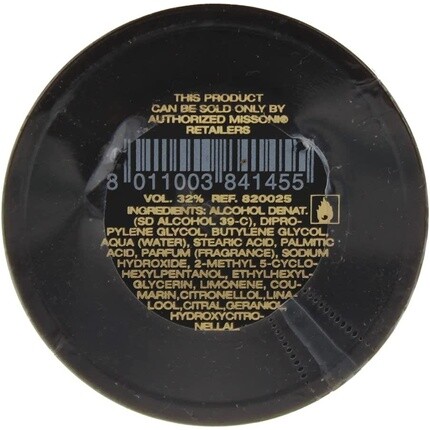 THIS PRODUCT
CAN BE SOLD ONLY BY
AUTHORIZED MISSONI®
RETAILERS
8 011003 841455
VOL. 32% REF. 820025
INGREDIENTS: ALCOHOL DENAT.
(SD ALCOHOL 39-C), DIPRO-
PYLENE GLYCOL, BUTYLENE GLYCOL,
AQUA (WATER), STEARIC ACID, PALMITIC
ACID, PARFUM (FRAGRANCE), SODIUM
HYDROXIDE, 2-METHYL 5-CYCLO-
HEXYLPENTANOL, ETHYLHEXYL-
GLYCERIN, LIMONENE, COU-
MARIN,CITRONELLOL,LINA-
LOOL,CITRAL,GERANIOL,
HYDROXYCITRO-
NELLAL.